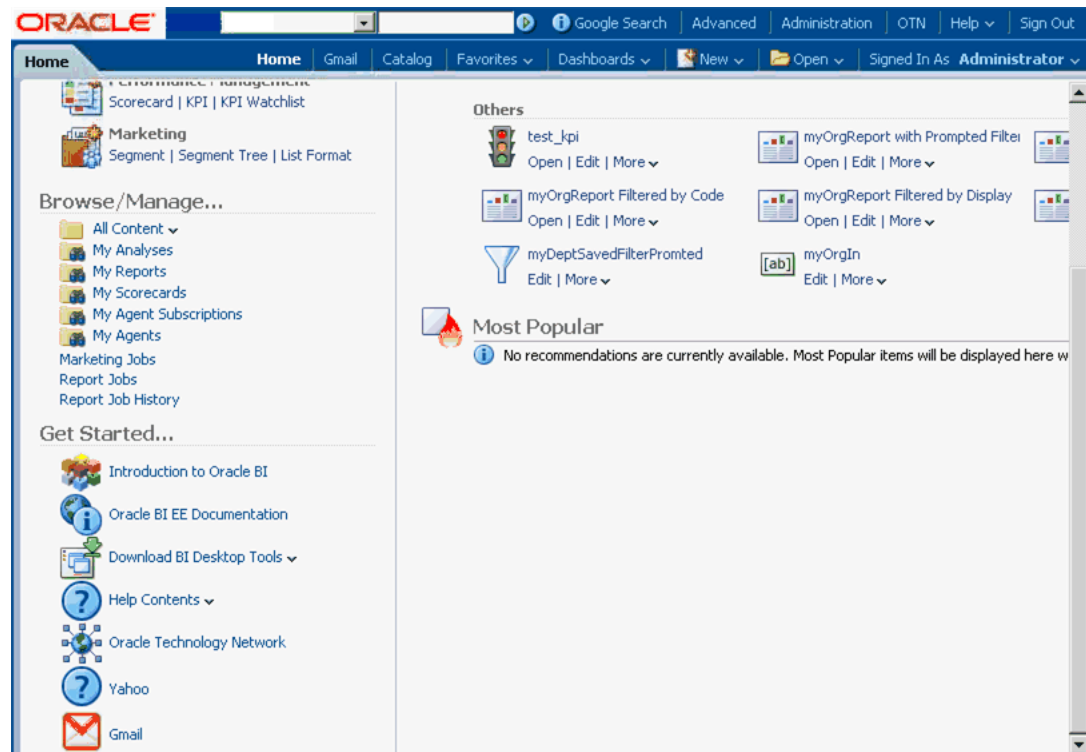 ORACLE
Google Search Advanced Administration OTN Help Sign Out
Home
Home Gmail Catalog Favorites Dashboards New Open Signed In As Administrator
Performance Management
Scorecard | KPI | KPI Watchlist
Marketing
Segment | Segment Tree | List Format
Browse/Manage...
All Content
My Analyses
My Reports
My Scorecards
My Agent Subscriptions
My Agents
Marketing Jobs
Report Jobs
Report Job History
Get Started...
Introduction to Oracle BI
Oracle BI EE Documentation
Download BI Desktop Tools
Help Contents
Oracle Technology Network
Yahoo
Gmail
Others
test_kpi
Open | Edit | More
myOrgReport with Prompted Filter
Open | Edit | More
myOrgReport Filtered by Code
Open | Edit | More
myOrgReport Filtered by Display
Open | Edit | More
myDeptSavedFilterPromted
Edit | More
[ab]
myOrgIn
Edit | More
Most Popular
No recommendations are currently available. Most Popular items will be displayed here w